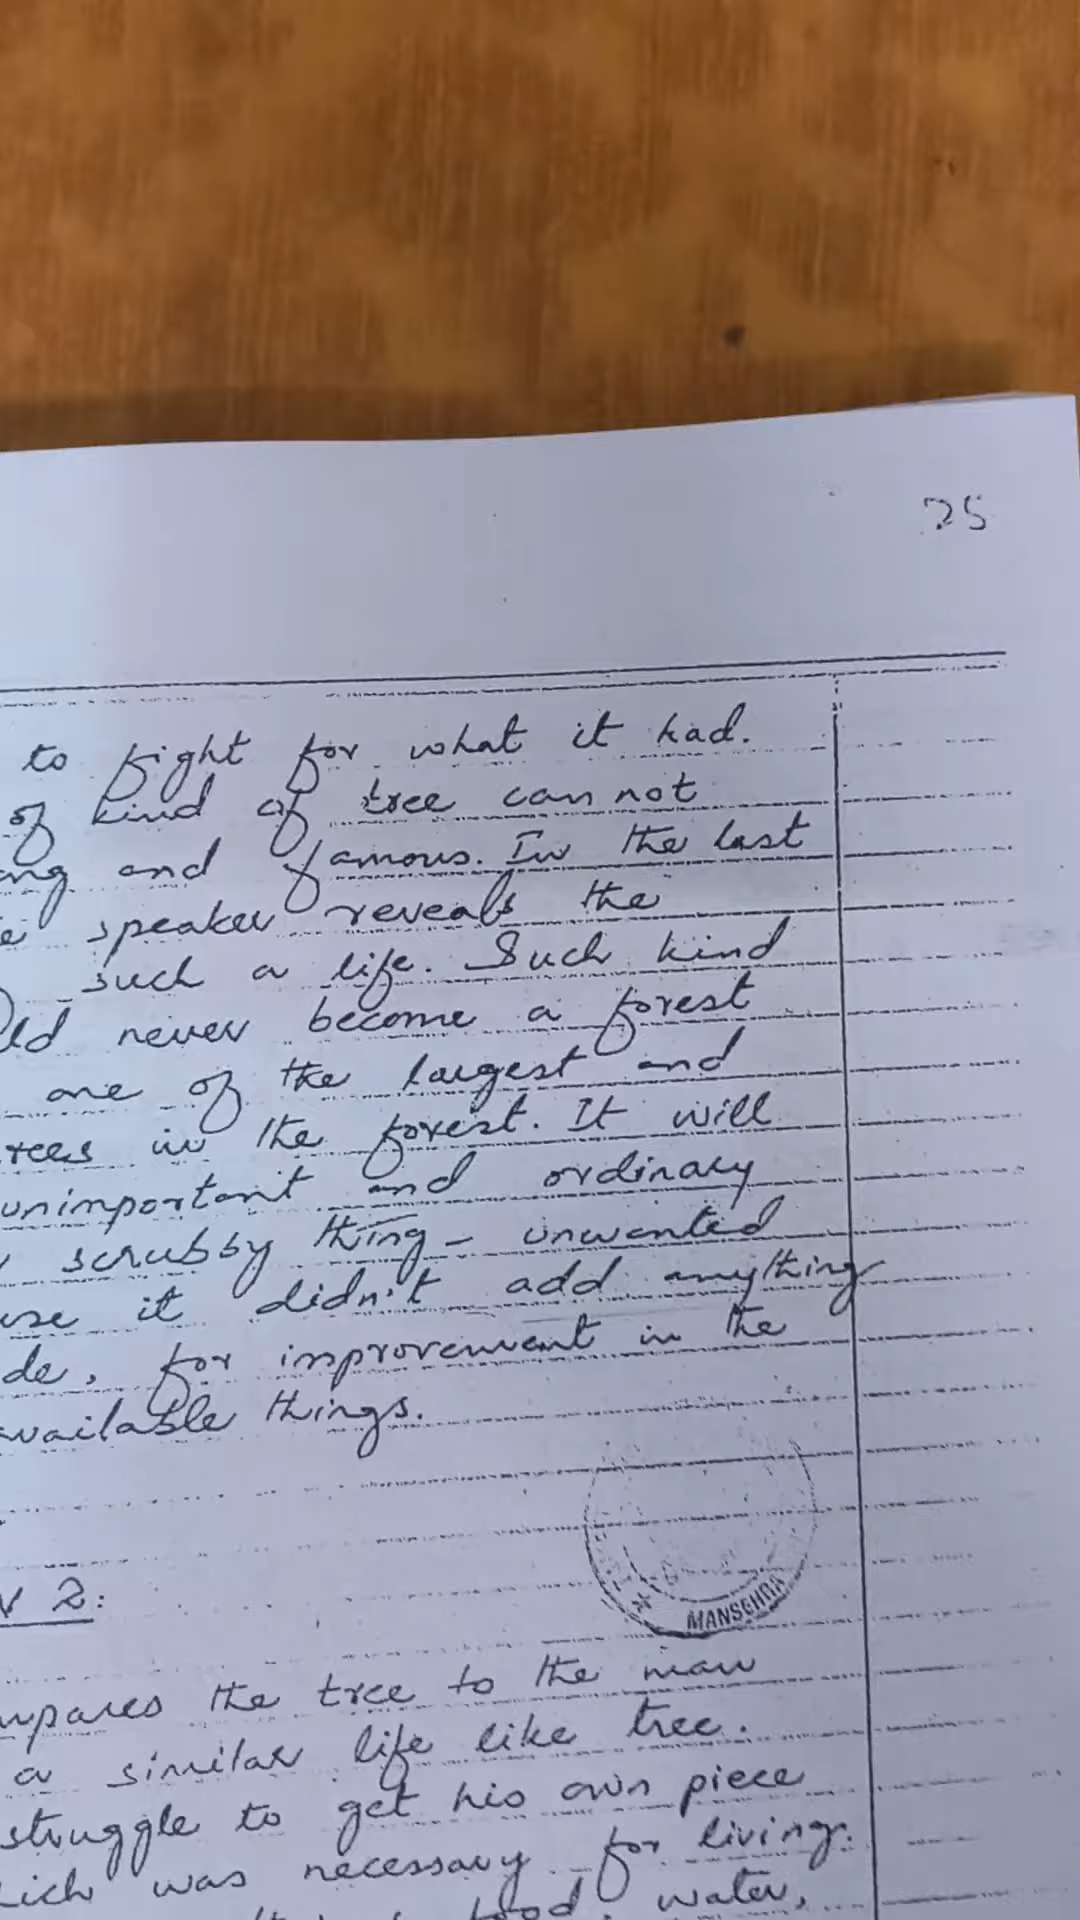 25
to fight for what it had.
of kind of tree can not
and famous. In the last
speaker reveals the
such a life. Such kind
never become a forest
one of the largest and
in the forest. It will
unimportant and ordinary
scrubby thing - unwanted
it didn't add anything
for improvement in the
available things.
MANSEHRA
2:
the tree to the man
a similar life like tree.
struggle to get his own piece
was necessary for living.
food, water,